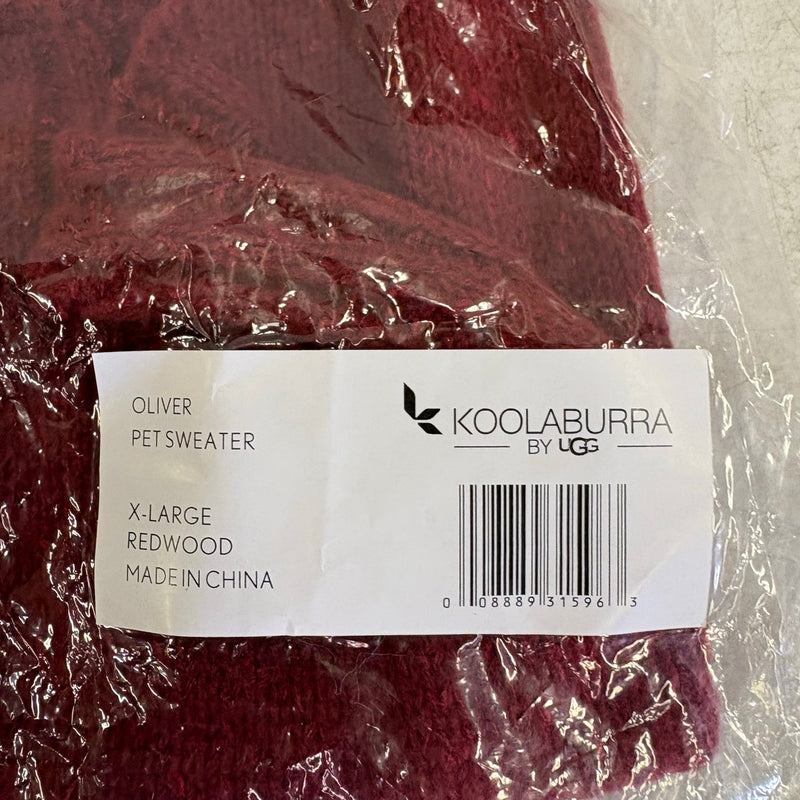 OLIVER
PET SWEATER
X-LARGE
REDWOOD
MADE IN CHINA
KOOLABURRA
BY UGG
0 08889 31596 3